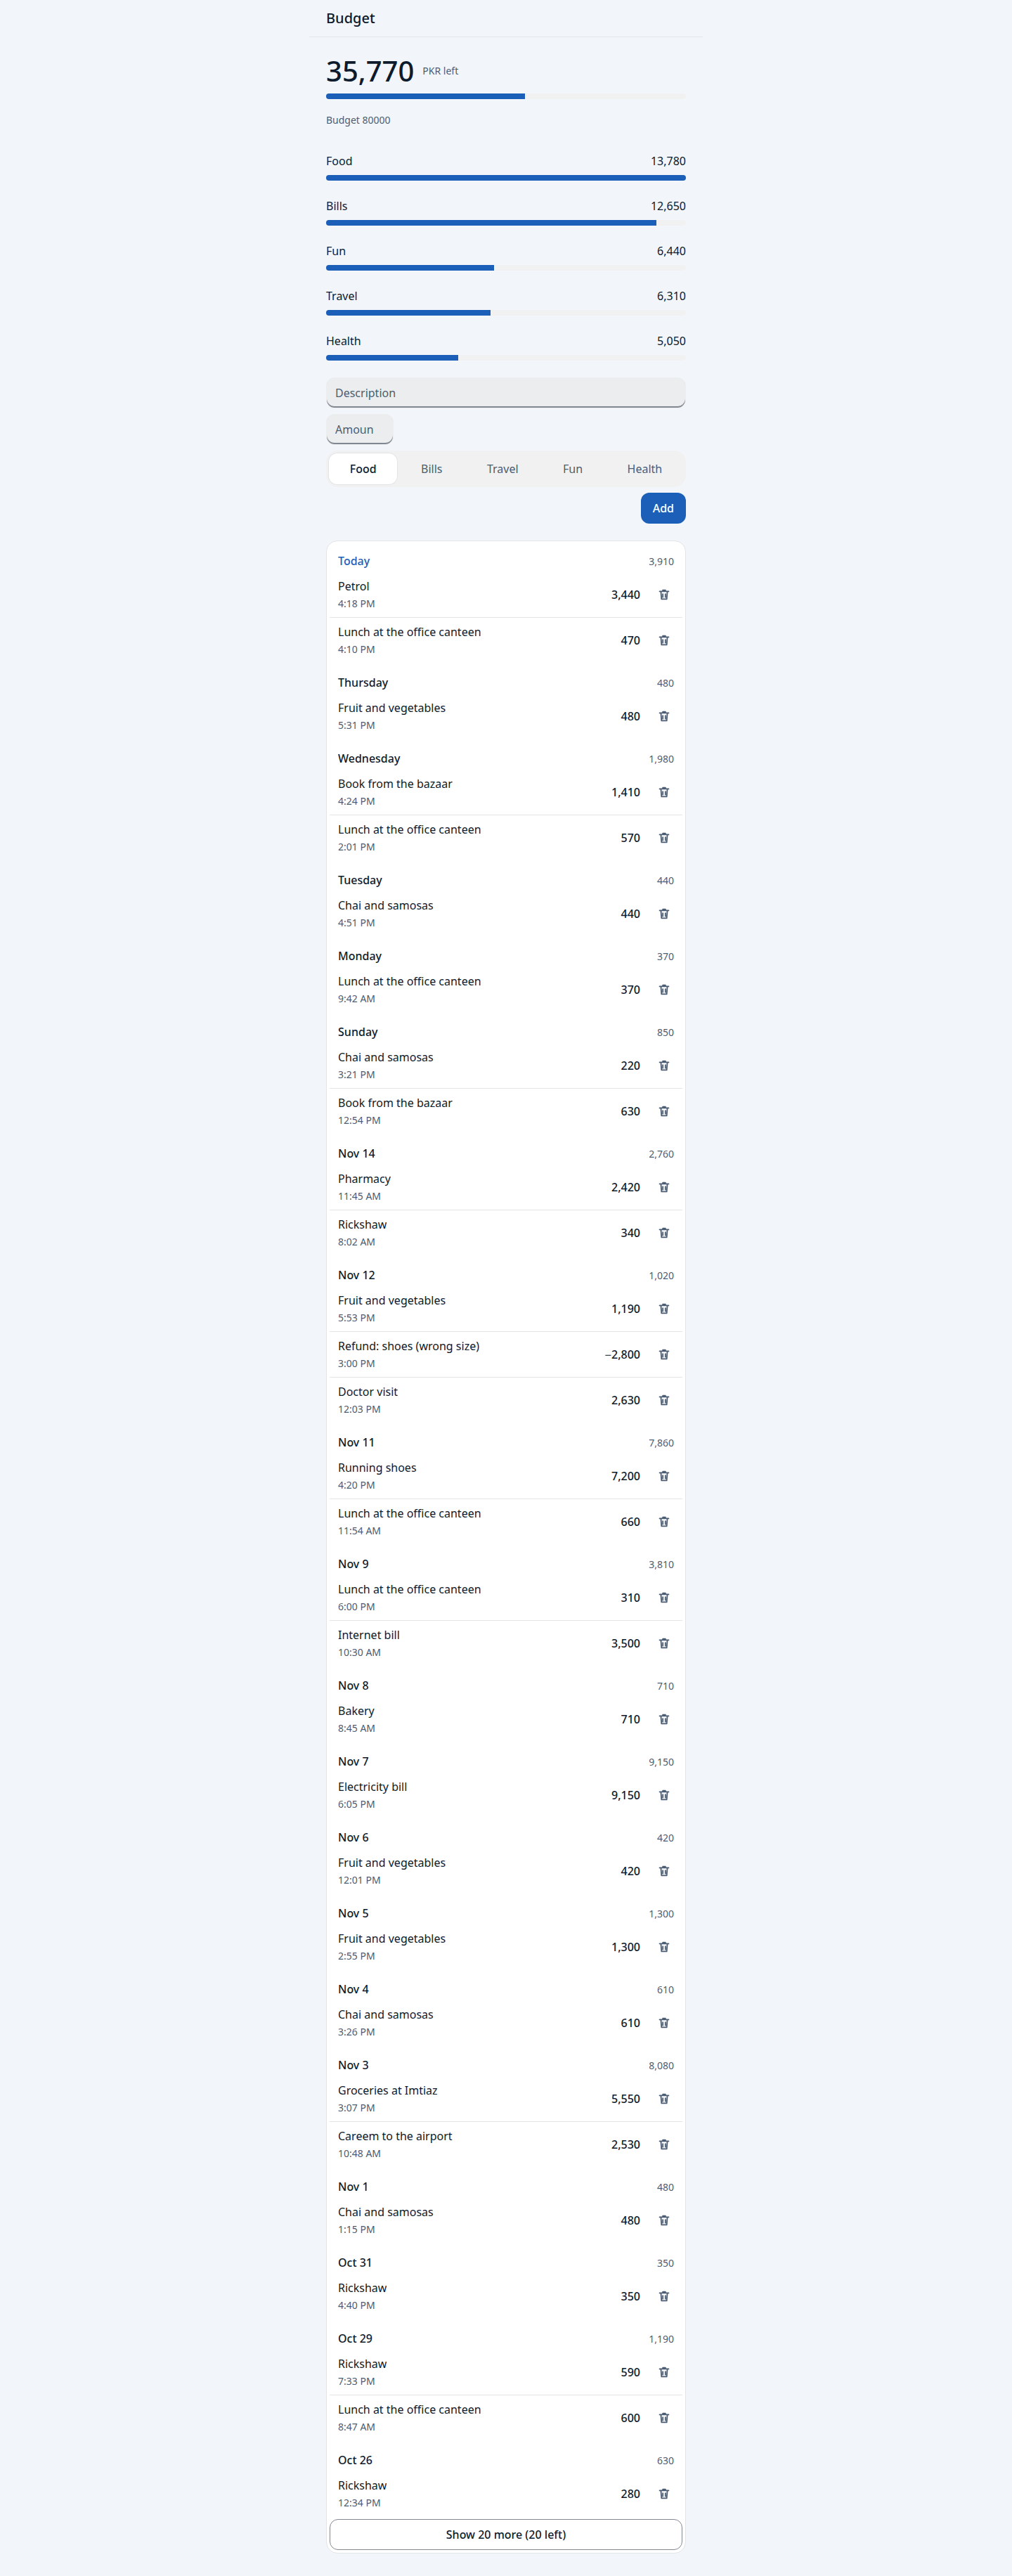 Budget
35,770 PKR left
Budget 80000
Food 13,780
Bills 12,650
Fun 6,440
Travel 6,310
Health 5,050
Description
Amoun
Food Bills Travel Fun Health
Add
Today 3,910
Petrol
4:18 PM
3,440
Lunch at the office canteen
4:10 PM
470
Thursday 480
Fruit and vegetables
5:31 PM
480
Wednesday 1,980
Book from the bazaar
4:24 PM
1,410
Lunch at the office canteen
2:01 PM
570
Tuesday 440
Chai and samosas
4:51 PM
440
Monday 370
Lunch at the office canteen
9:42 AM
370
Sunday 850
Chai and samosas
3:21 PM
220
Book from the bazaar
12:54 PM
630
Nov 14 2,760
Pharmacy
11:45 AM
2,420
Rickshaw
8:02 AM
340
Nov 12 1,020
Fruit and vegetables
5:53 PM
1,190
Refund: shoes (wrong size)
3:00 PM
−2,800
Doctor visit
12:03 PM
2,630
Nov 11 7,860
Running shoes
4:20 PM
7,200
Lunch at the office canteen
11:54 AM
660
Nov 9 3,810
Lunch at the office canteen
6:00 PM
310
Internet bill
10:30 AM
3,500
Nov 8 710
Bakery
8:45 AM
710
Nov 7 9,150
Electricity bill
6:05 PM
9,150
Nov 6 420
Fruit and vegetables
12:01 PM
420
Nov 5 1,300
Fruit and vegetables
2:55 PM
1,300
Nov 4 610
Chai and samosas
3:26 PM
610
Nov 3 8,080
Groceries at Imtiaz
3:07 PM
5,550
Careem to the airport
10:48 AM
2,530
Nov 1 480
Chai and samosas
1:15 PM
480
Oct 31 350
Rickshaw
4:40 PM
350
Oct 29 1,190
Rickshaw
7:33 PM
590
Lunch at the office canteen
8:47 AM
600
Oct 26 630
Rickshaw
12:34 PM
280
Show 20 more (20 left)